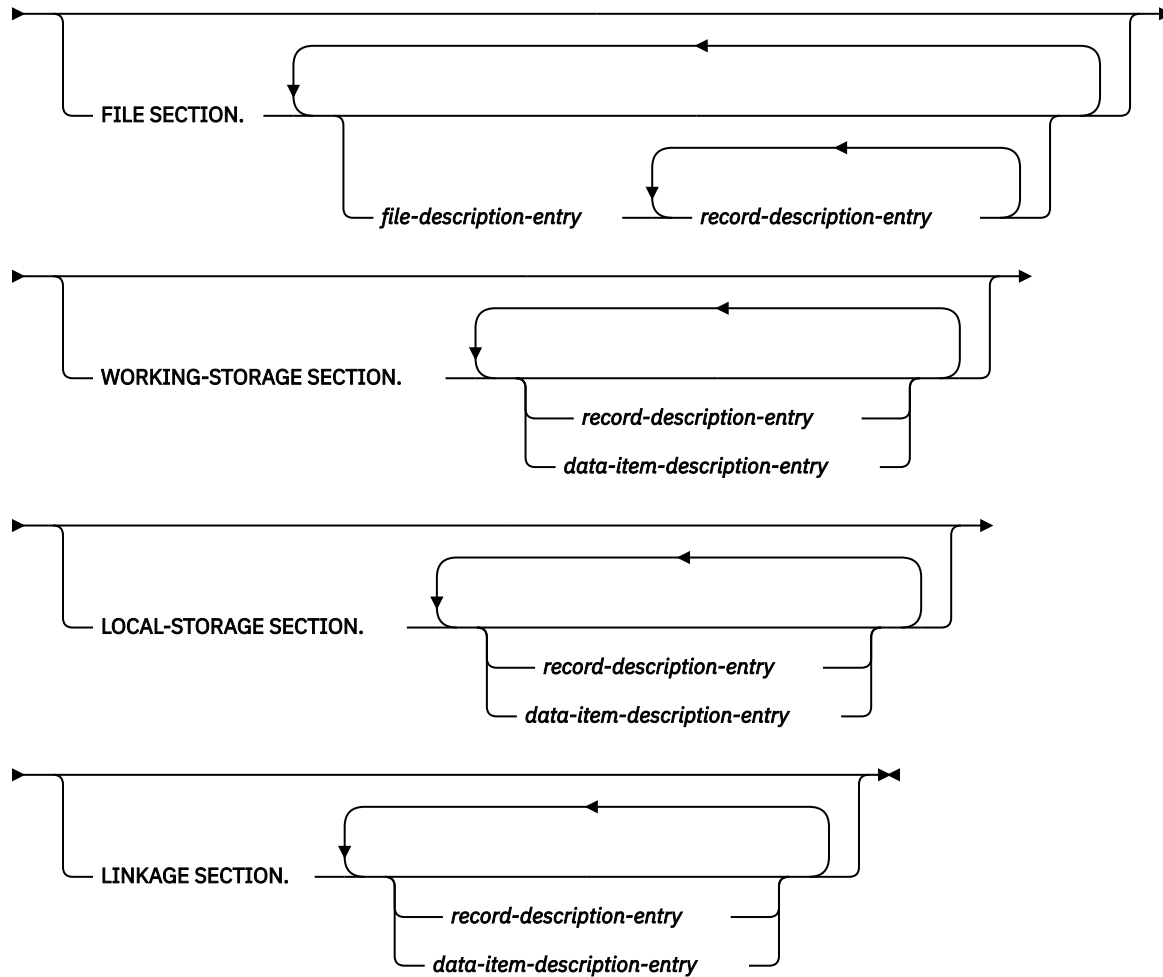 FILE SECTION.
file-description-entry record-description-entry
WORKING-STORAGE SECTION.
record-description-entry
data-item-description-entry
LOCAL-STORAGE SECTION.
record-description-entry
data-item-description-entry
LINKAGE SECTION.
record-description-entry
data-item-description-entry